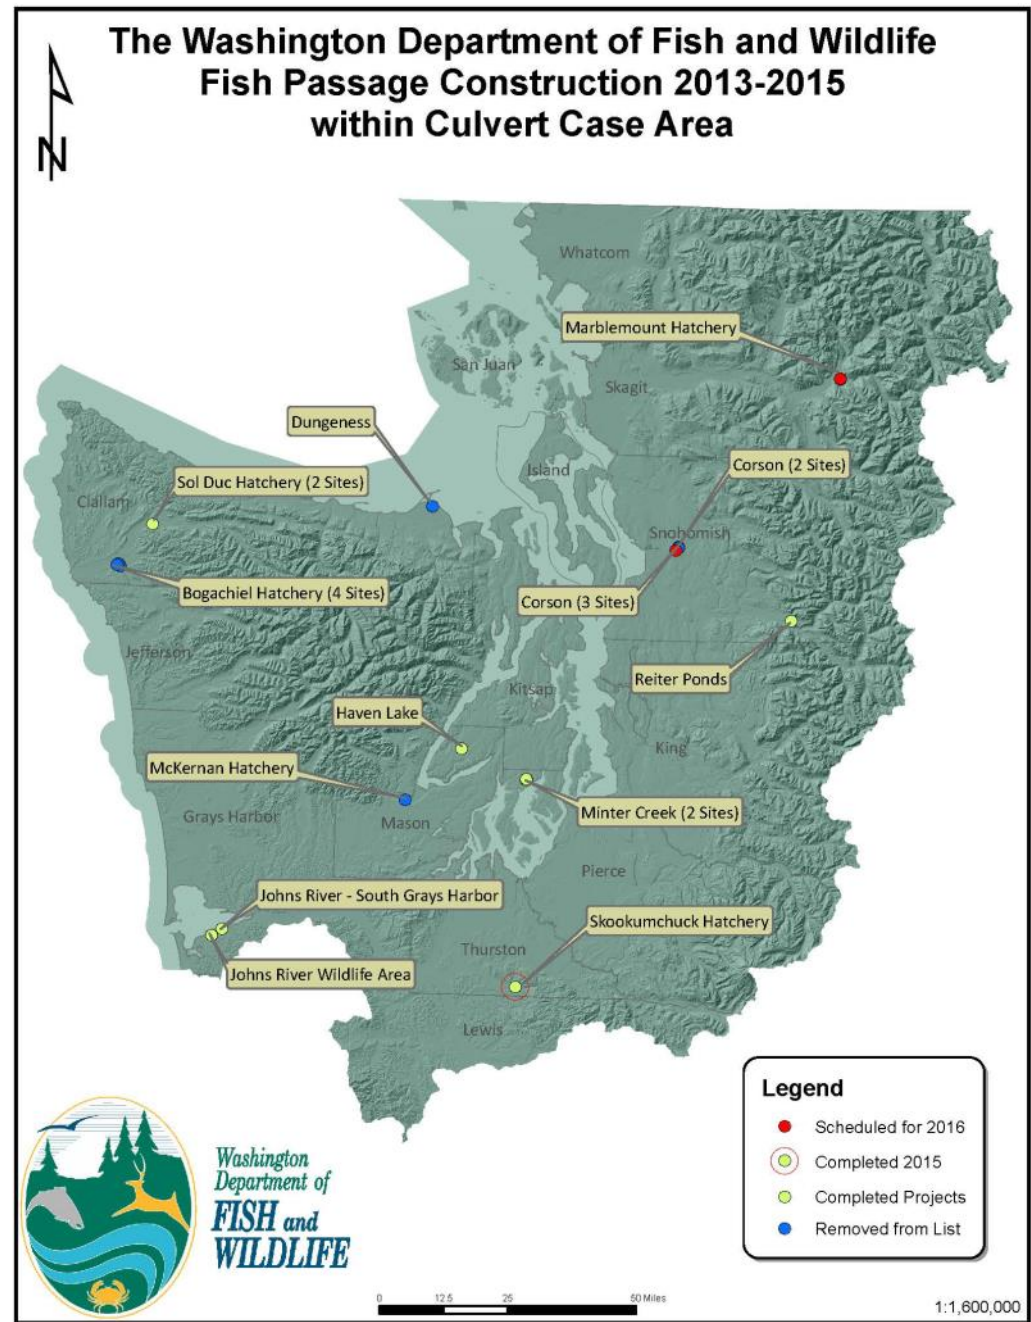 The Washington Department of Fish and Wildlife
Fish Passage Construction 2013-2015
within Culvert Case Area
N
Whatcom
Marblemount Hatchery
San Juan
Skagit
Dungeness
Island
Corson (2 Sites)
Sol Duc Hatchery (2 Sites)
Clallam
Snohomish
Bogachiel Hatchery (4 Sites)
Corson (3 Sites)
Jefferson
Reiter Ponds
Kitsap
Haven Lake
King
McKernan Hatchery
Grays Harbor
Mason
Minter Creek (2 Sites)
Pierce
Johns River - South Grays Harbor
Skookumchuck Hatchery
Thurston
Johns River Wildlife Area
Lewis
Legend
Scheduled for 2016
Completed 2015
Completed Projects
Removed from List
Washington
Department of
FISH and
WILDLIFE
0 12.5 25 50 Miles
1:1,600,000